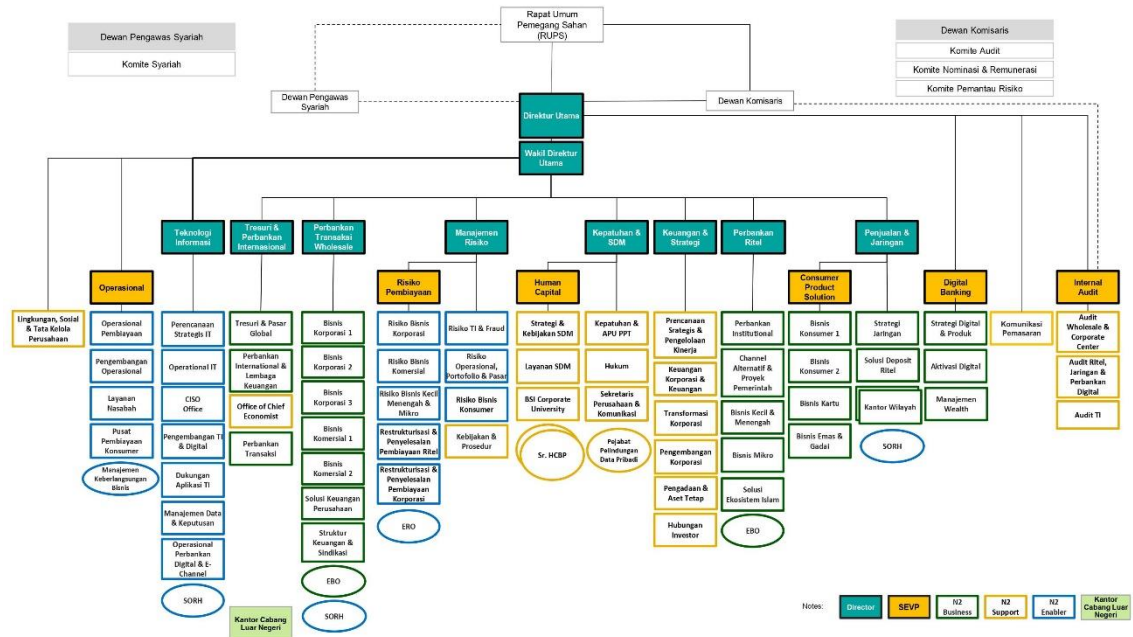 Rapat Umum
Pemegang Sahan
(RUPS)
Dewan Pengawas Syariah
Komite Syariah
Dewan Komisaris
Komite Audit
Komite Nominasi & Remunerasi
Komite Pemantau Risiko
Dewan Pengawas
Syariah
Dewan Komisaris
Direktur Utama
Wakil Direktur
Utama
Teknologi
Informasi
Tresuri &
Perbankan
Internasional
Perbankan
Transaksi
Wholesale
Manajemen
Risiko
Kepatuhan &
SDM
Keuangan &
Strategi
Perbankan
Ritel
Penjualan &
Jaringan
Operasional
Risiko
Pembiayaan
Human
Capital
Consumer
Product
Solution
Digital
Banking
Internal
Audit
Lingkungan, Sosial
& Tata Kelola
Perusahaan
Operasional
Pembiayaan
Pengembangan
Operasional
Layanan
Nasabah
Pusat
Pembiayaan
Konsumer
Manajemen
Keberlangsungan
Bisnis
Perencanaan
Strategis IT
Operational IT
CISO
Office
Pengembangan TI
& Digital
Dukungan
Aplikasi TI
Manajemen Data
& Keputusan
Operasional
Perbankan
Digital & E-
Channel
SORH
Tresuri & Pasar
Global
Perbankan
International &
Lembaga
Keuangan
Office of Chief
Economist
Perbankan
Transaksi
Kantor Cabang
Luar Negeri
Bisnis
Korporasi 1
Bisnis
Korporasi 2
Bisnis
Korporasi 3
Bisnis
Komersial 1
Bisnis
Komersial 2
Solusi Keuangan
Perusahaan
Struktur
Keuangan &
Sindikasi
EBO
SORH
Risiko Bisnis
Korporasi
Risiko Bisnis
Komersial
Risiko Bisnis Kecil
Menengah &
Mikro
Restrukturisasi &
Penyelesalan
Pembiayaan Ritel
Restrukturisasi &
Penyelesalan
Pembiayaan
Korporasi
ERO
Risiko TI & Fraud
Risiko
Operasional,
Portofolio & Pasar
Risiko Bisnis
Konsumer
Kebijakan &
Prosedur
Strategi &
Kebijakan SDM
Layanan SDM
BSI Corporate
University
Sr. HCBP
Kepatuhan &
APU PPT
Hukum
Sekretaris
Perusahaan &
Komunikasi
Pejabat
Pelindungan
Data Pribadi
Prencanaan
Srategis &
Pengelolaan
Kinerja
Keuangan
Korporasi &
Keuangan
Transformasi
Korporasi
Pengembangan
Korporasi
Pengadaan &
Aset Tetap
Hubungan
Investor
Perbankan
Institutional
Channel
Alternatif &
Proyek
Pemerintah
Bisnis Kecil &
Menengah
Bisnis Mikro
Solusi
Ekosistem Islam
EBO
Bisnis
Konsumer 1
Bisnis
Konsumer 2
Bisnis Kartu
Bisnis Emas &
Gadai
Strategi
Jaringan
Solusi Deposit
Ritel
Kantor Wilayah
SORH
Strategi Digital
& Produk
Aktivasi Digital
Manajemen
Wealth
Komunikasi
Pemasaran
Audit
Wholesale &
Corporate
Center
Audit Ritel,
Jaringan &
Perbankan
Digital
Audit TI
Notes:
Director
SEVP
N2
Business
N2
Support
N2
Enabler
Kantor
Cabang Luar
Negeri